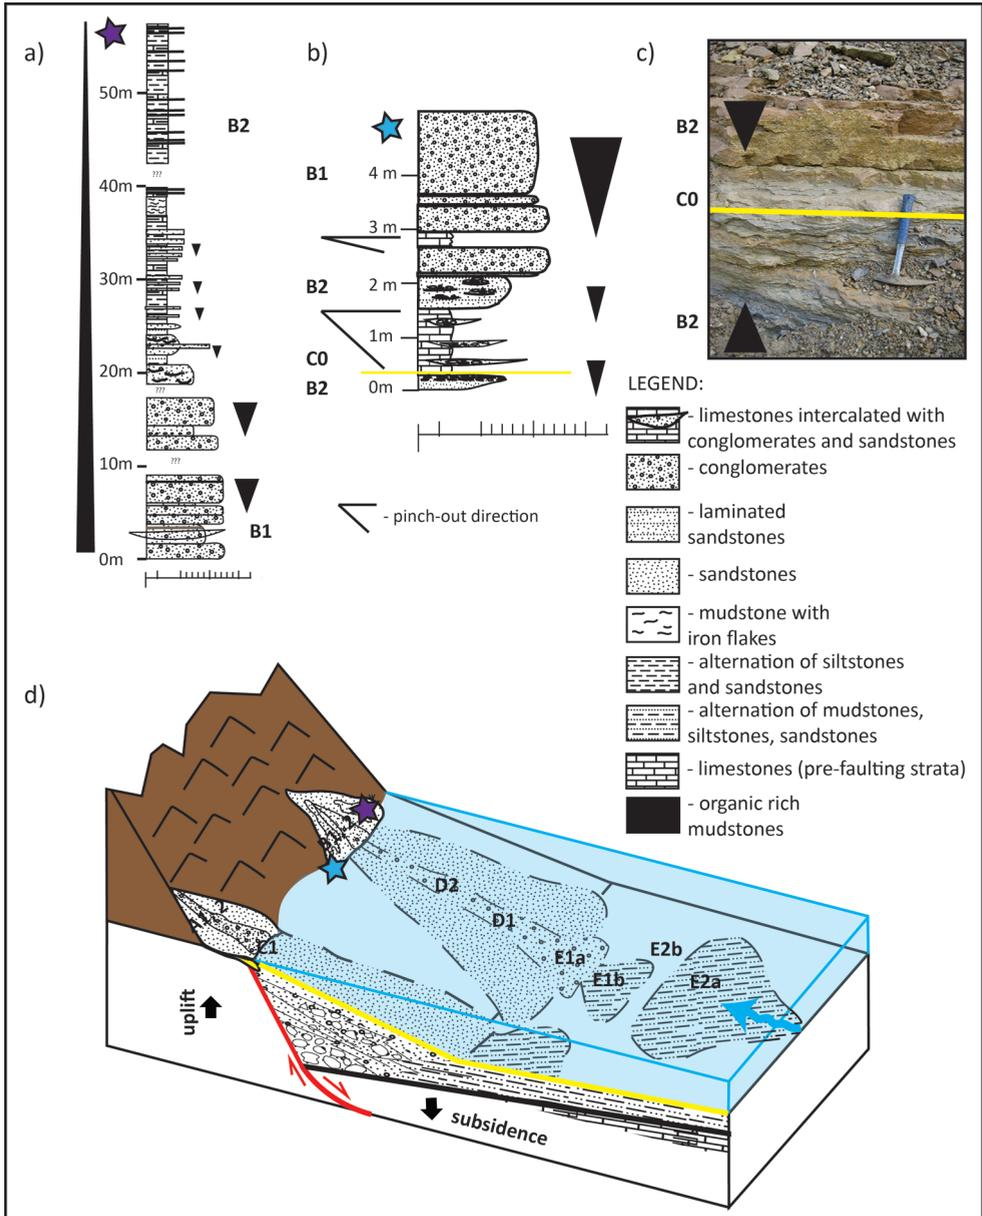 a)
50m
B2
???
40m
30m
20m
???
???
10m
B1
0m
b)
B1
4 m
3 m
B2
2 m
1m
C0
B2
0m
- pinch-out direction
c)
B2
C0
B2
LEGEND:
- limestones intercalated with
conglomerates and sandstones
- conglomerates
- laminated
sandstones
- sandstones
- mudstone with
iron flakes
- alternation of siltstones
and sandstones
- alternation of mudstones,
siltstones, sandstones
- limestones (pre-faulting strata)
- organic rich
mudstones
d)
D2
D1
E1a
E1b
E2b
E2a
C1
uplift
subsidence